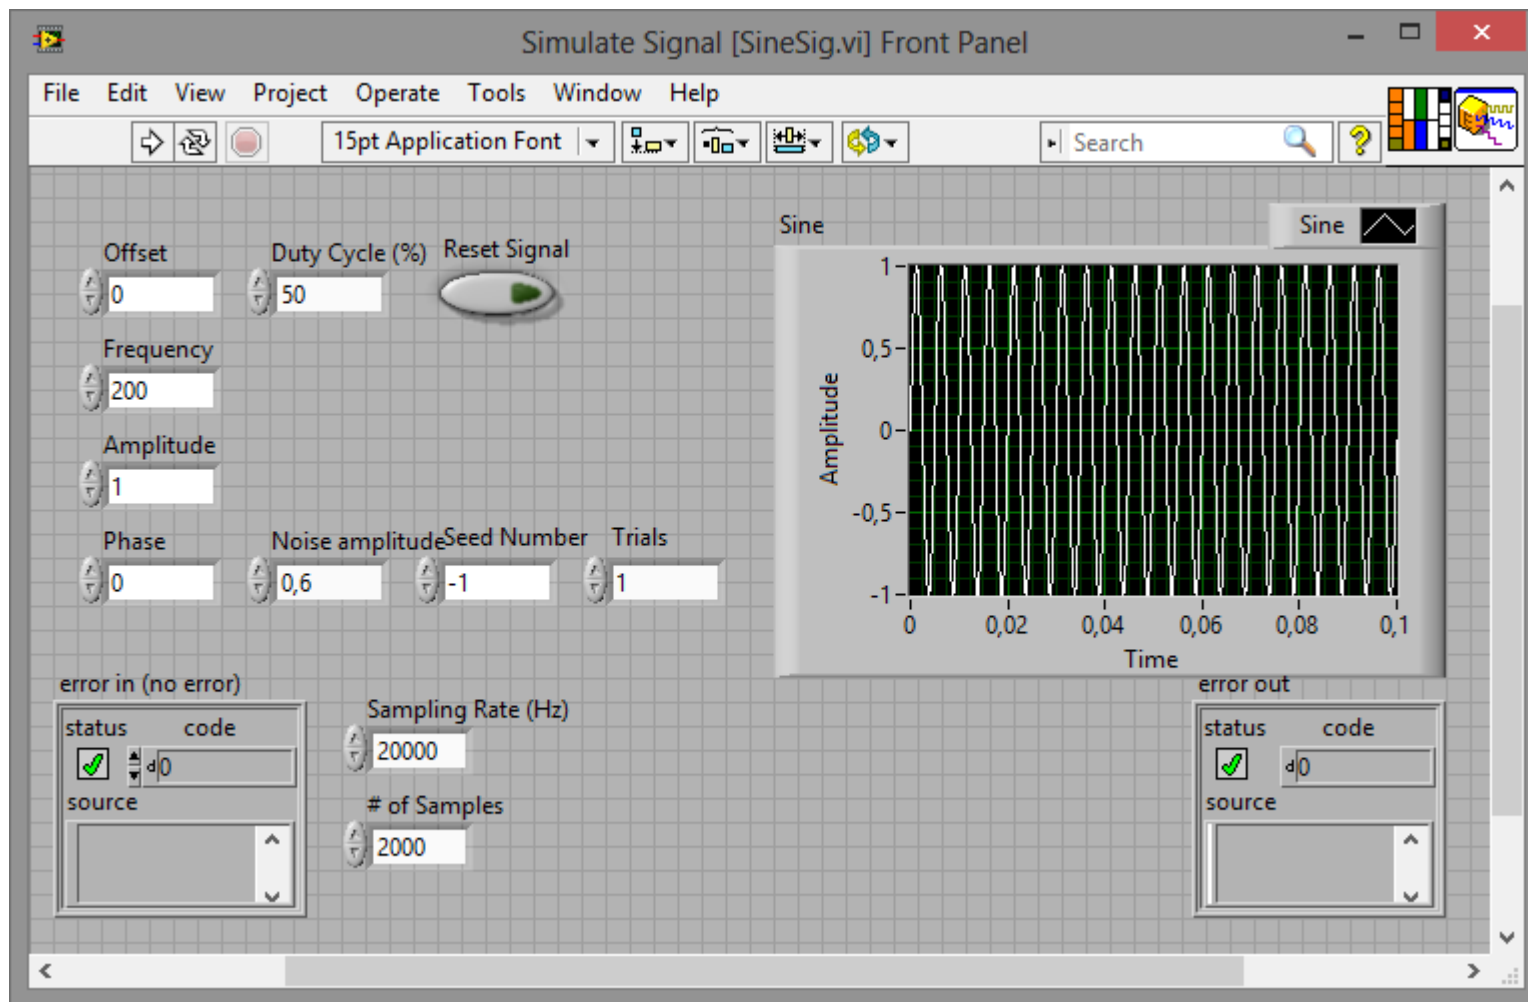 Simulate Signal [SineSig.vi] Front Panel
File Edit View Project Operate Tools Window Help
15pt Application Font
Search
Offset
0
Duty Cycle (%)
50
Reset Signal
Frequency
200
Amplitude
1
Phase
0
Noise amplitude
0,6
Seed Number
-1
Trials
1
Sine
Sine
Amplitude
1
0,5
0
-0,5
-1
0 0,02 0,04 0,06 0,08 0,1
Time
error in (no error)
status code
d0
source
Sampling Rate (Hz)
20000
# of Samples
2000
error out
status code
d0
source